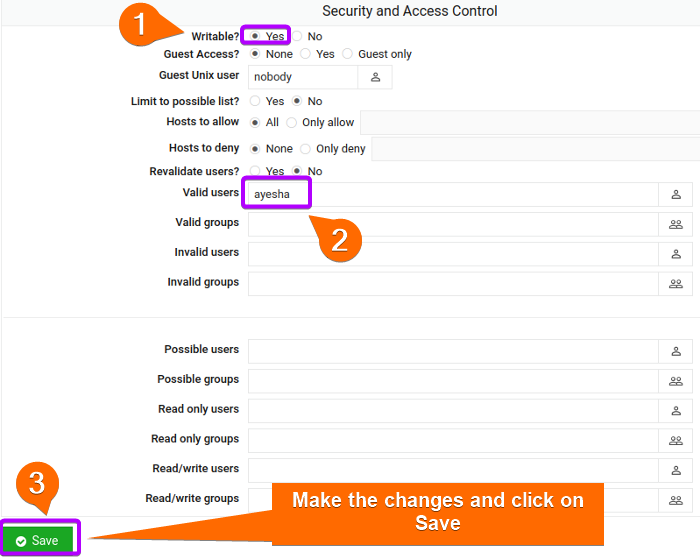 Security and Access Control
1
Writable? Yes No
Guest Access? None Yes Guest only
Guest Unix user nobody
Limit to possible list? Yes No
Hosts to allow All Only allow
Hosts to deny None Only deny
Revalidate users? Yes No
Valid users ayesha
Valid groups
2
Invalid users
Invalid groups
Possible users
Possible groups
Read only users
Read only groups
Read/write users
3
Read/write groups
Make the changes and click on
Save
Save